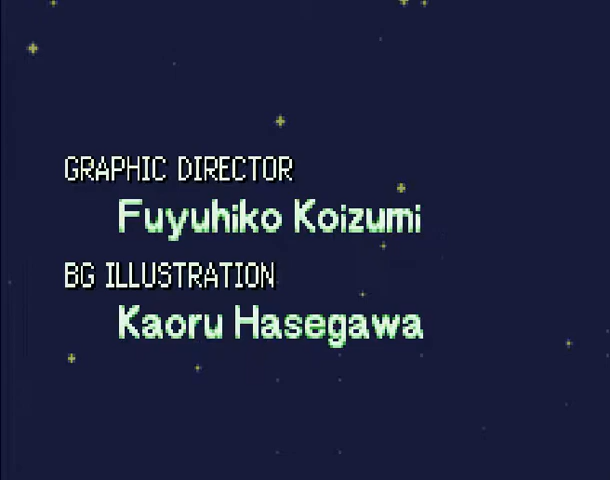 GRAPHIC DIRECTOR
Fuyuhiko Koizumi
BG ILLUSTRATION
Kaoru Hasegawa